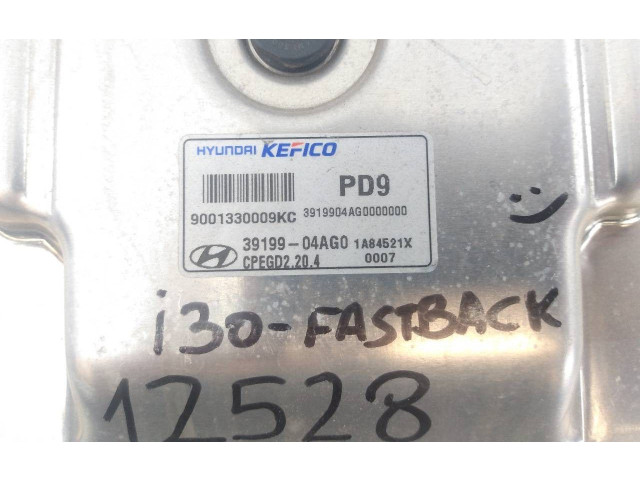 HYUNDAI KEFICO
PD9
9001330009KC 3919904AG0000000
39199-04AG0 1A84521X
CPEGD2.20.4 0007
i30-FASTBACK
12528